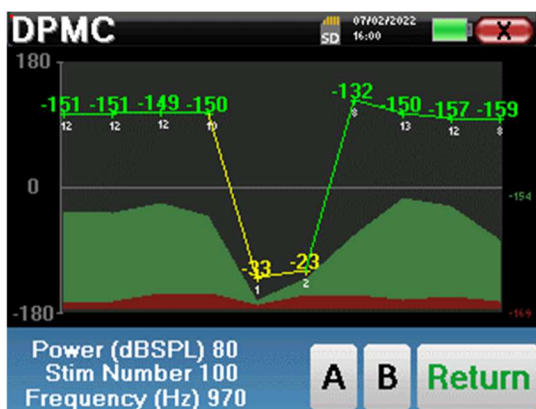 DPMC
SD
07/02/2022
16:00
X
180
-151 -151 -149 -150 -132 -150 -157 -159
12 12 12 10 8 13 12 8
0
-154
-33 -23
1 2
-180
-169
Power (dBSPL) 80
Stim Number 100
Frequency (Hz) 970
A B Return